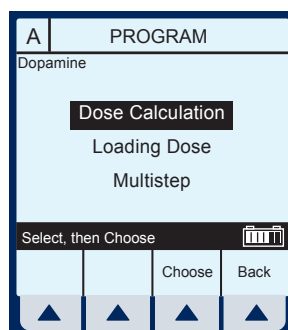 A PROGRAM
Dopamine
Dose Calculation
Loading Dose
Multistep
Select, then Choose
Choose Back